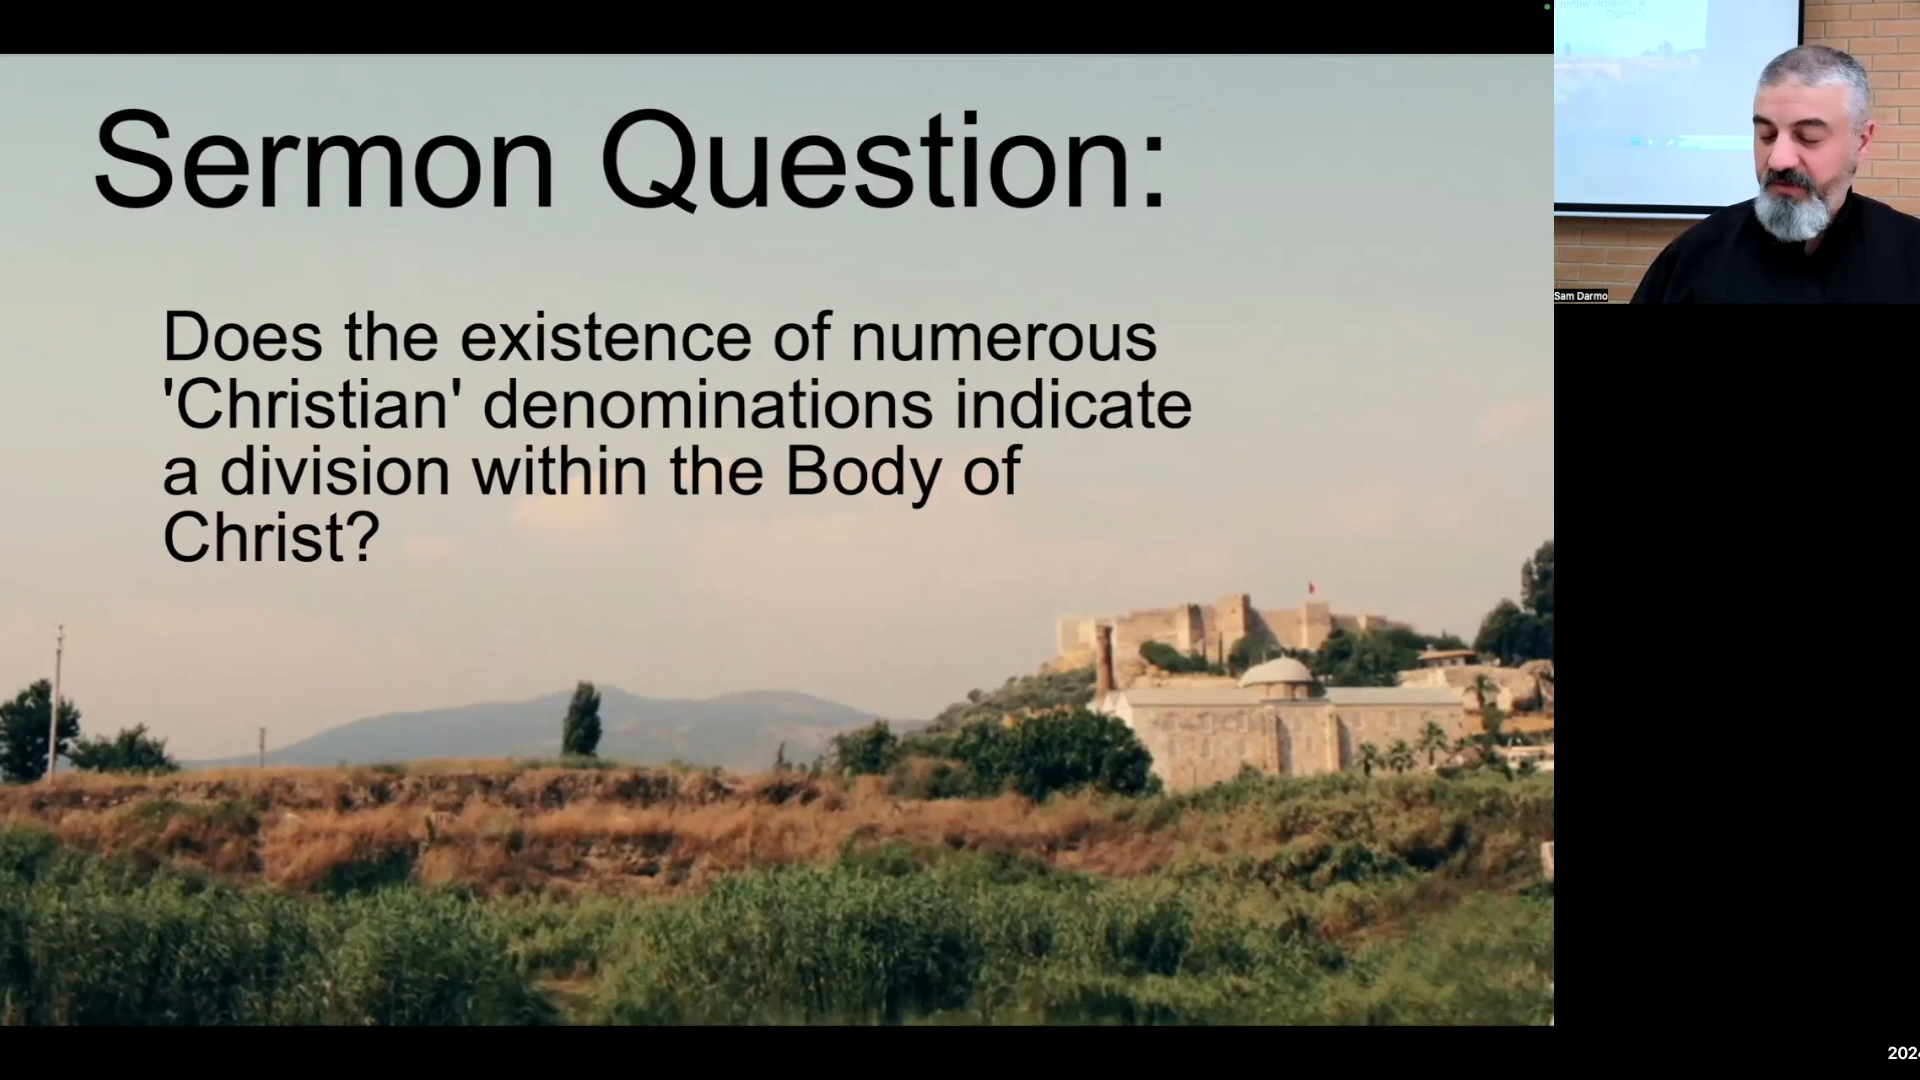 Sermon Question:
Does the existence of numerous
'Christian' denominations indicate
a division within the Body of
Christ?
Sam Darmo